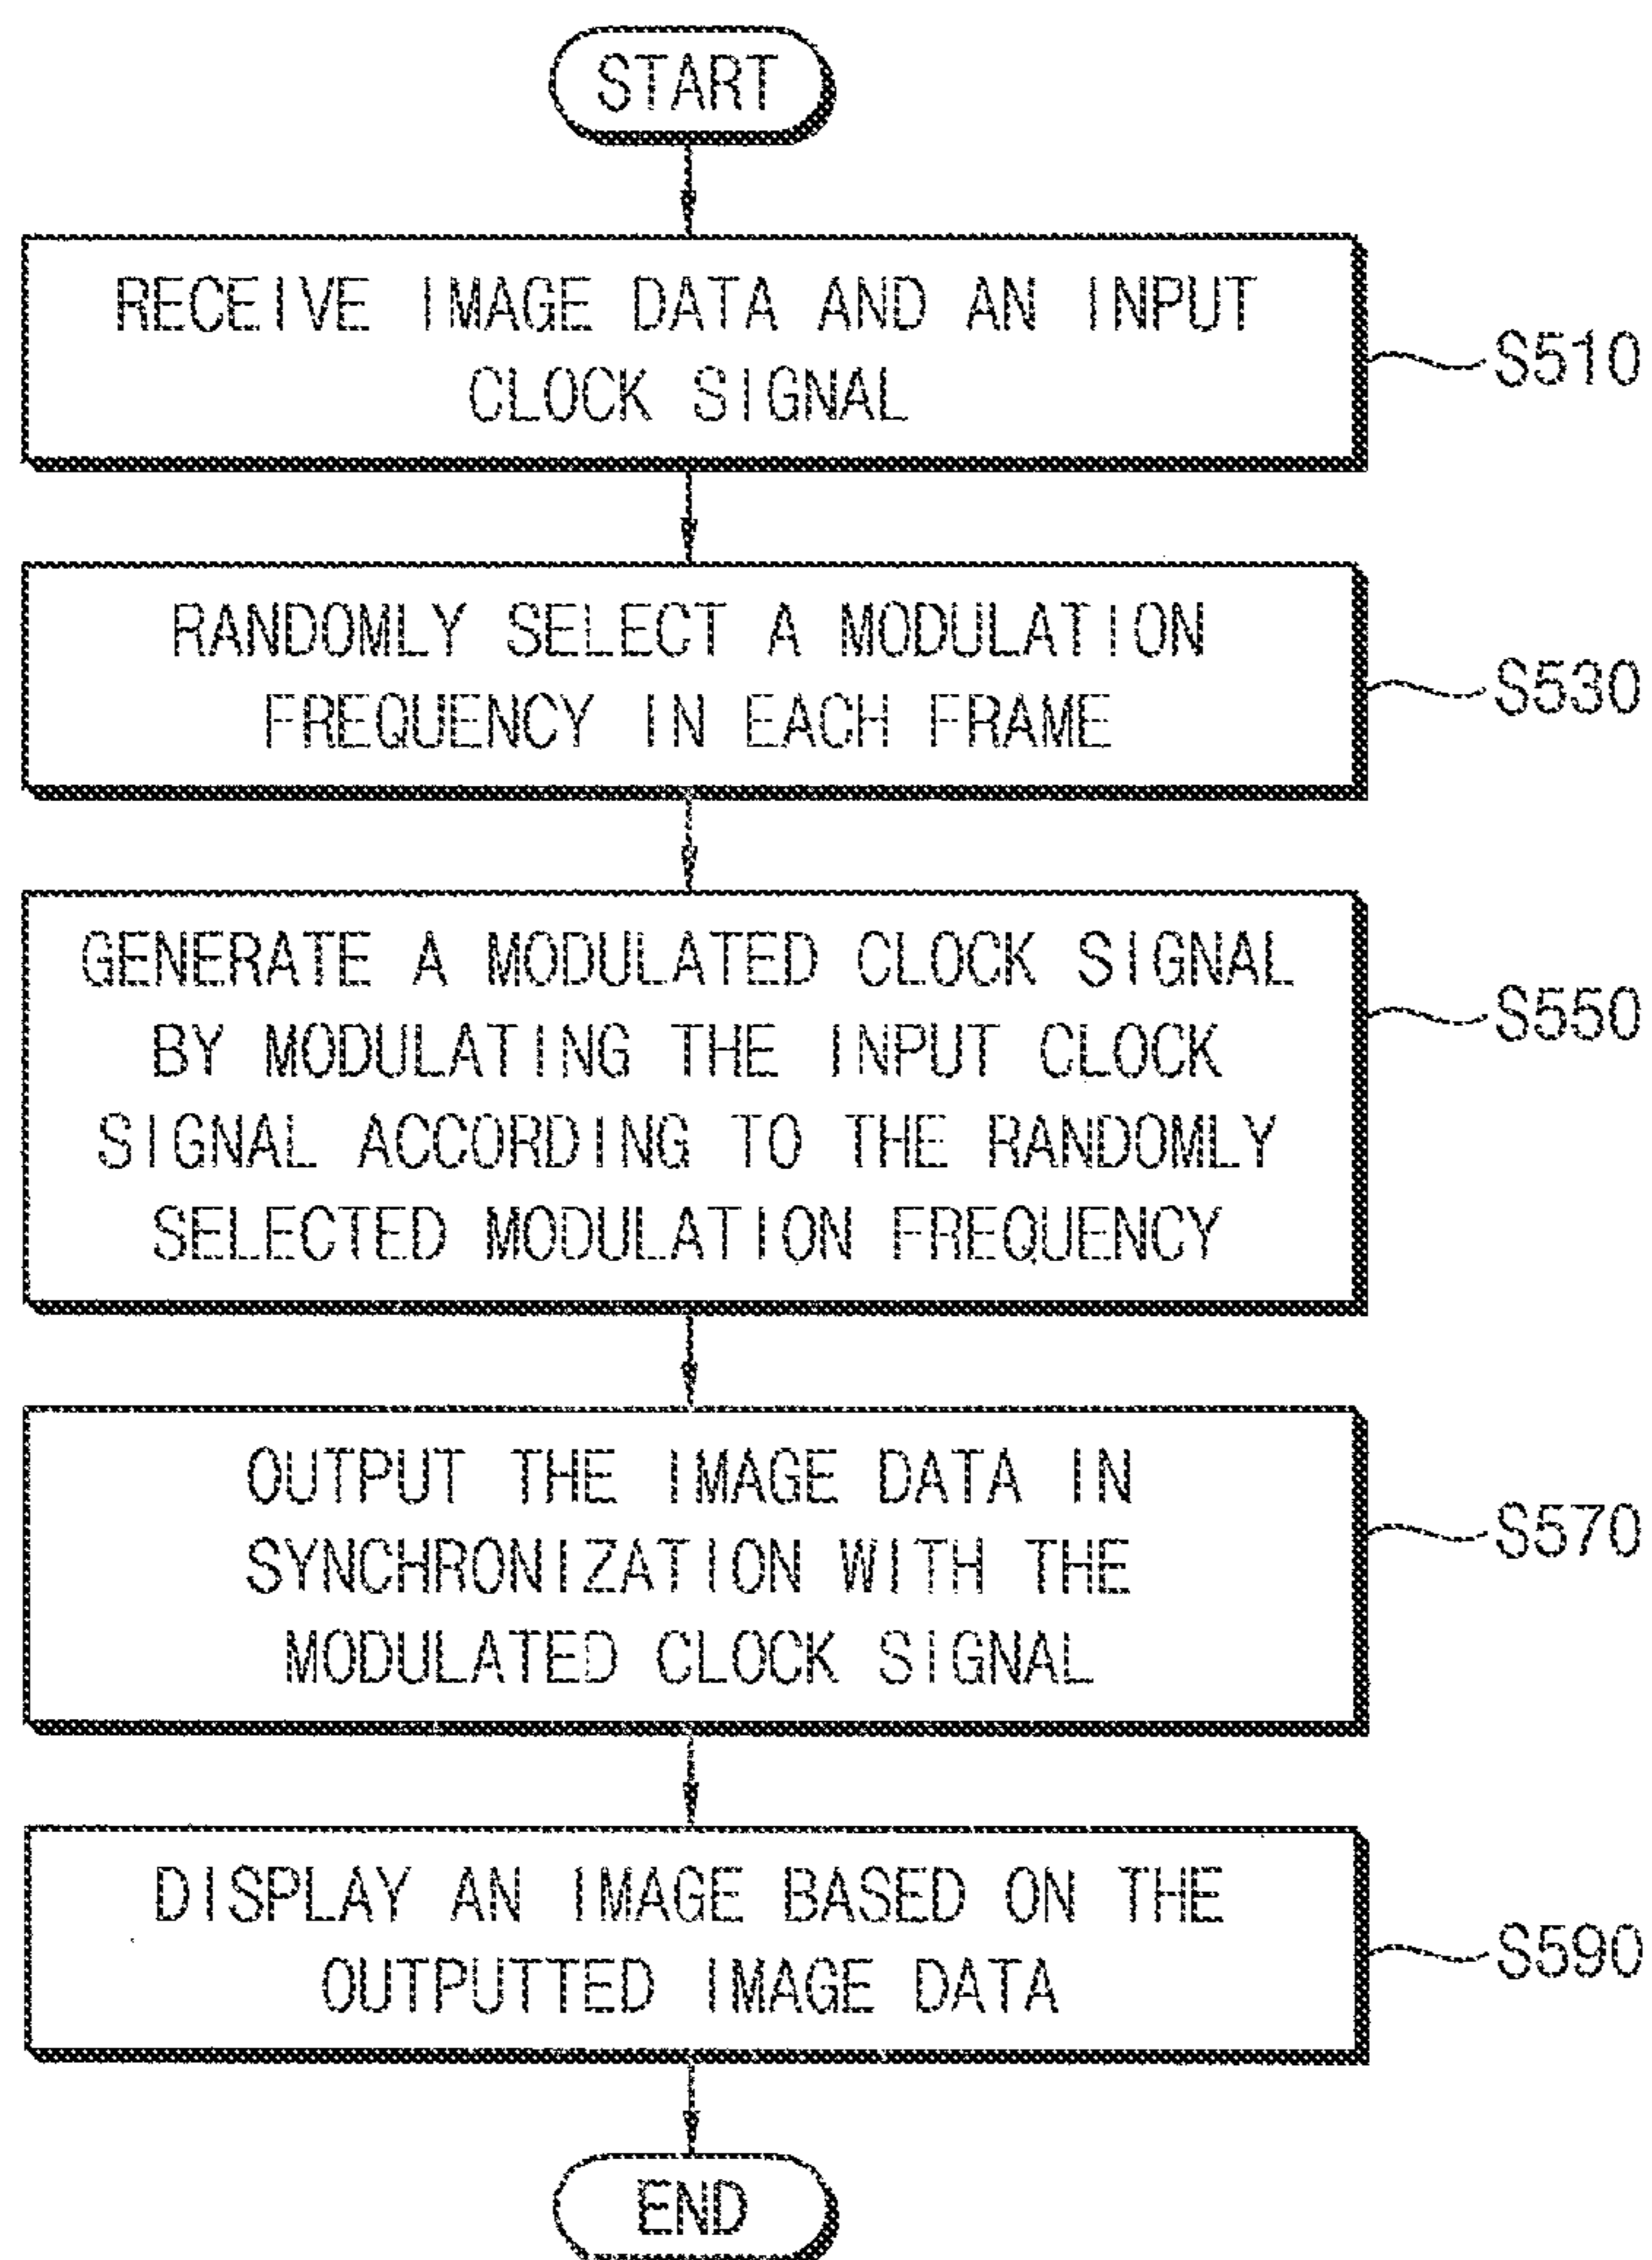 START
RECEIVE IMAGE DATA AND AN INPUT
CLOCK SIGNAL
S510
RANDOMLY SELECT A MODULATION
FREQUENCY IN EACH FRAME
S530
GENERATE A MODULATED CLOCK SIGNAL
BY MODULATING THE INPUT CLOCK
SIGNAL ACCORDING TO THE RANDOMLY
SELECTED MODULATION FREQUENCY
S550
OUTPUT THE IMAGE DATA IN
SYNCHRONIZATION WITH THE
MODULATED CLOCK SIGNAL
S570
DISPLAY AN IMAGE BASED ON THE
OUTPUTTED IMAGE DATA
S590
END